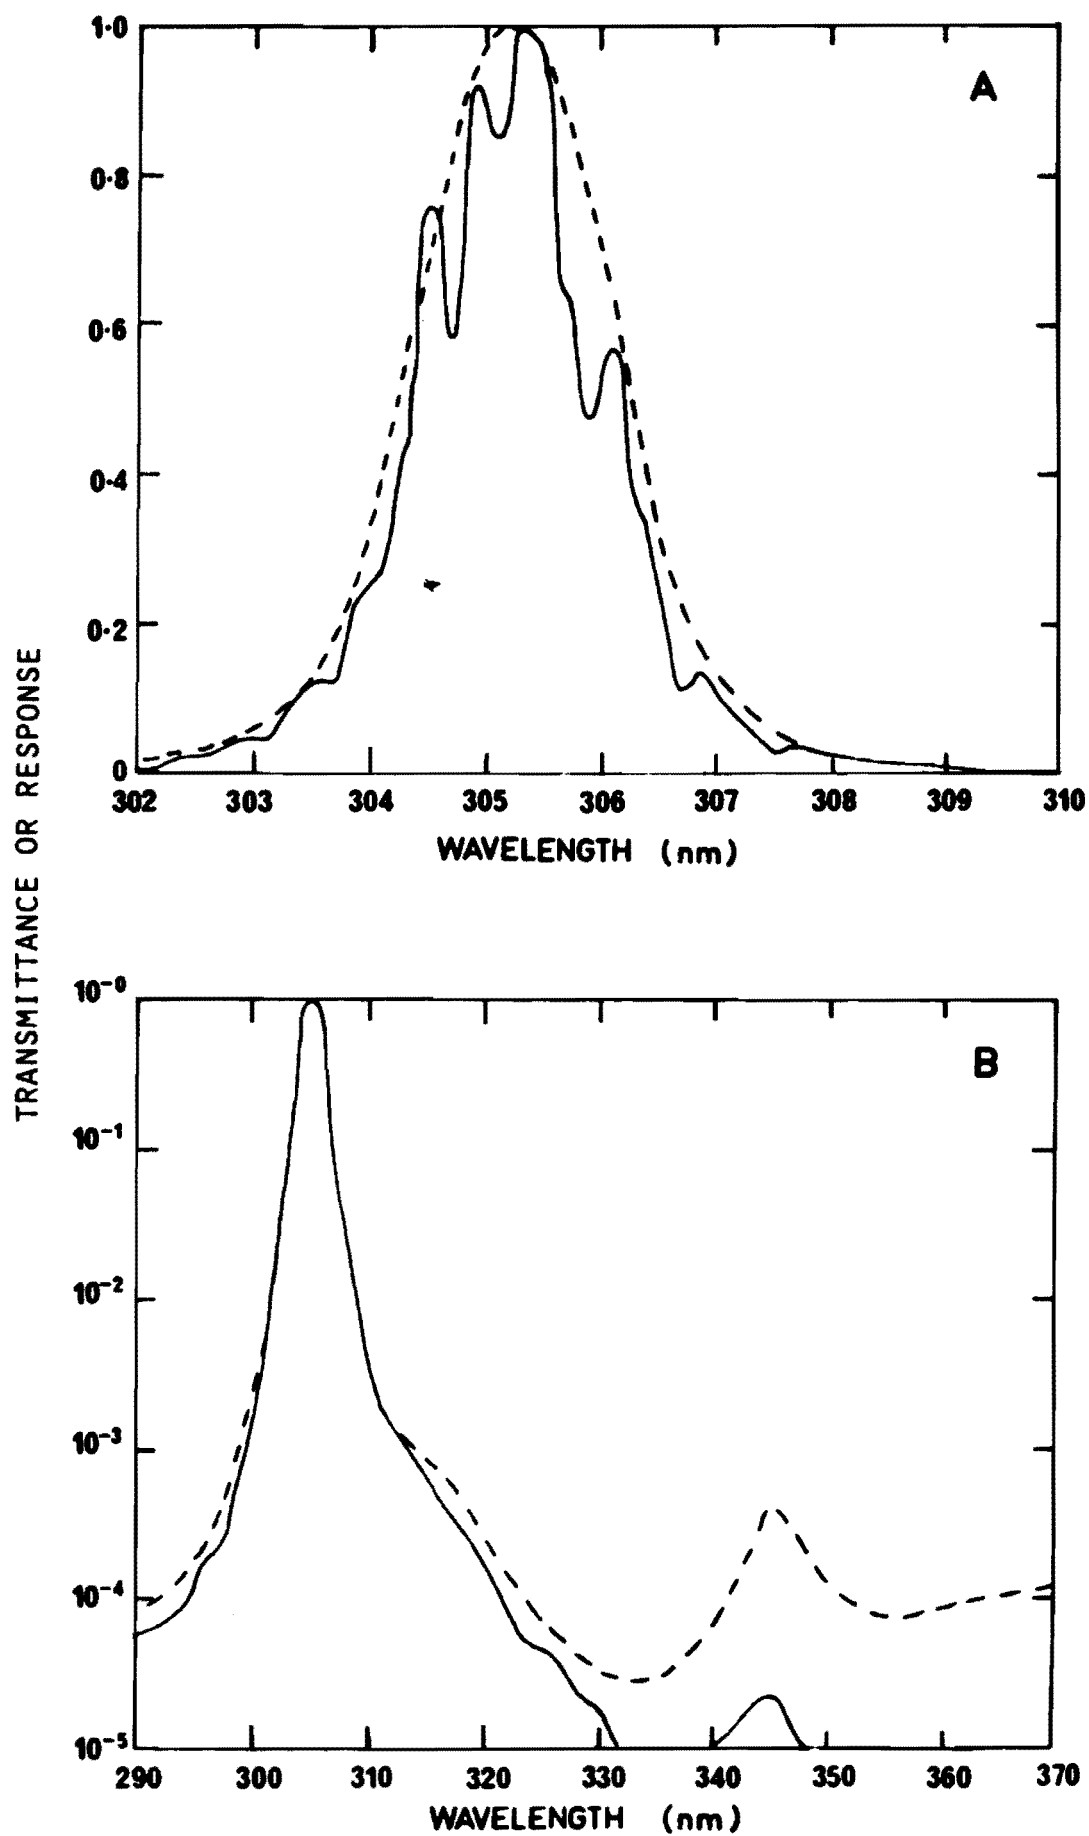 TRANSMITTANCE OR RESPONSE
A
1·0
0·8
0·6
0·4
0·2
0
302 303 304 305 306 307 308 309 310
WAVELENGTH (nm)
B
10⁻⁰
10⁻¹
10⁻²
10⁻³
10⁻⁴
10⁻⁵
290 300 310 320 330 340 350 360 370
WAVELENGTH (nm)